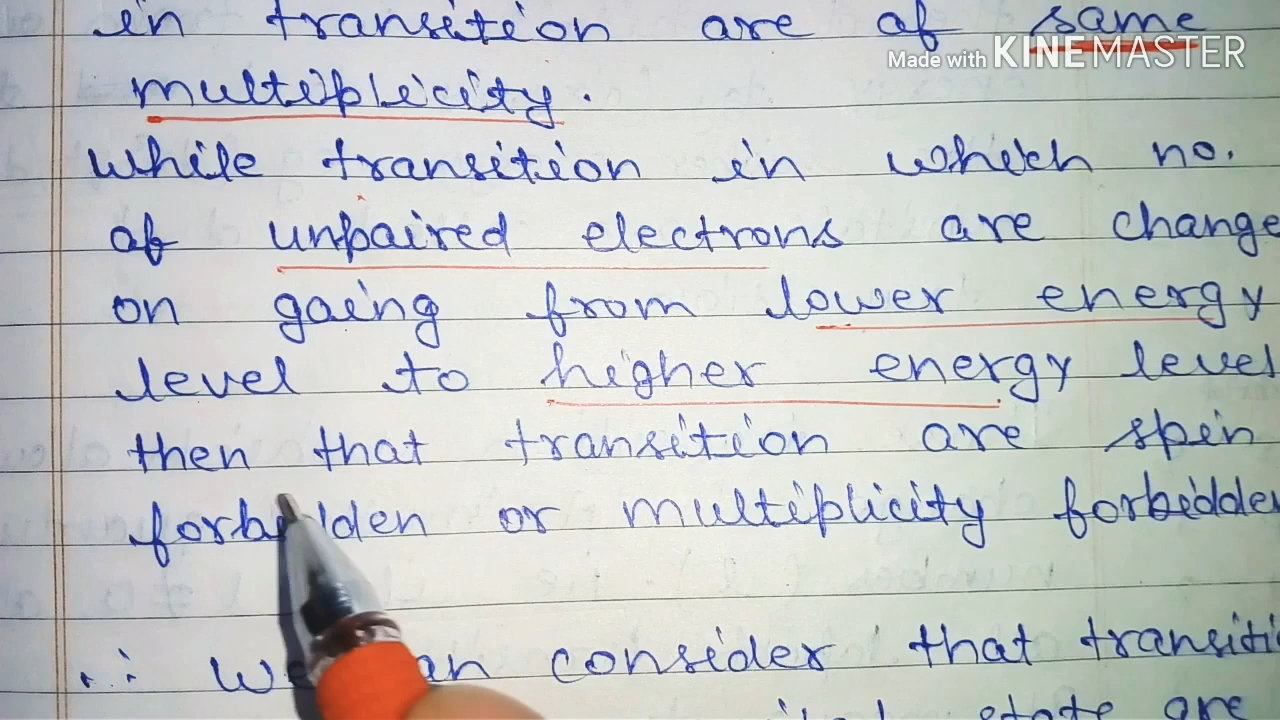 in transition are of same
Made with KINEMASTER
multiplicity.
while transition in which no.
of unpaired electrons are change
on going from lower energy
level to higher energy level
then that transition are spin
forbidden or multiplicity forbidden
∴ We can consider that transiti
state are